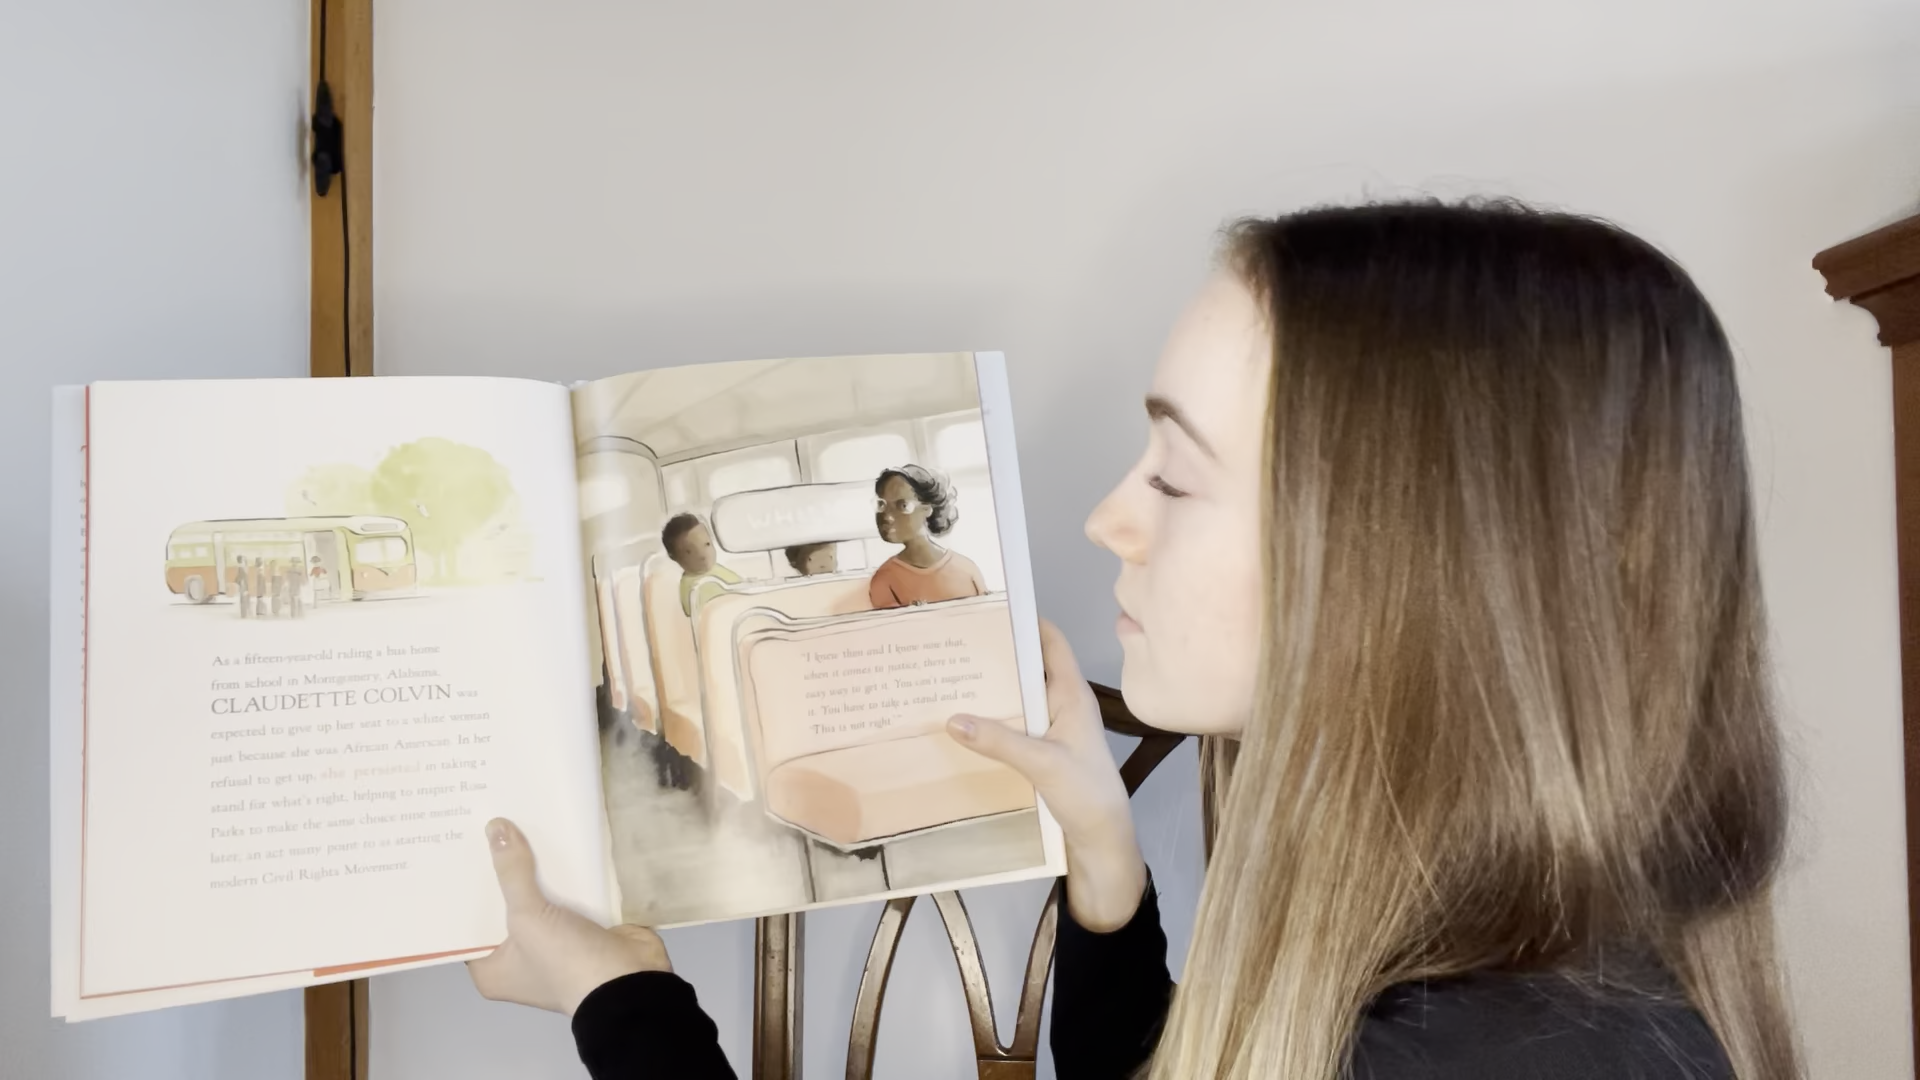 As a fifteen-year-old riding a bus home
from school in Montgomery, Alabama,
CLAUDETTE COLVIN was
expected to give up her seat to a white woman
just because she was African American. In her
refusal to get up, she persisted in taking a
stand for what's right, helping to inspire Rosa
Parks to make the same choice nine months
later, an act many point to as starting the
modern Civil Rights Movement.
"I knew then and I know now that,
when it comes to justice, there is no
easy way to get it. You can't sugarcoat
it. You have to take a stand and say,
'This is not right.'"